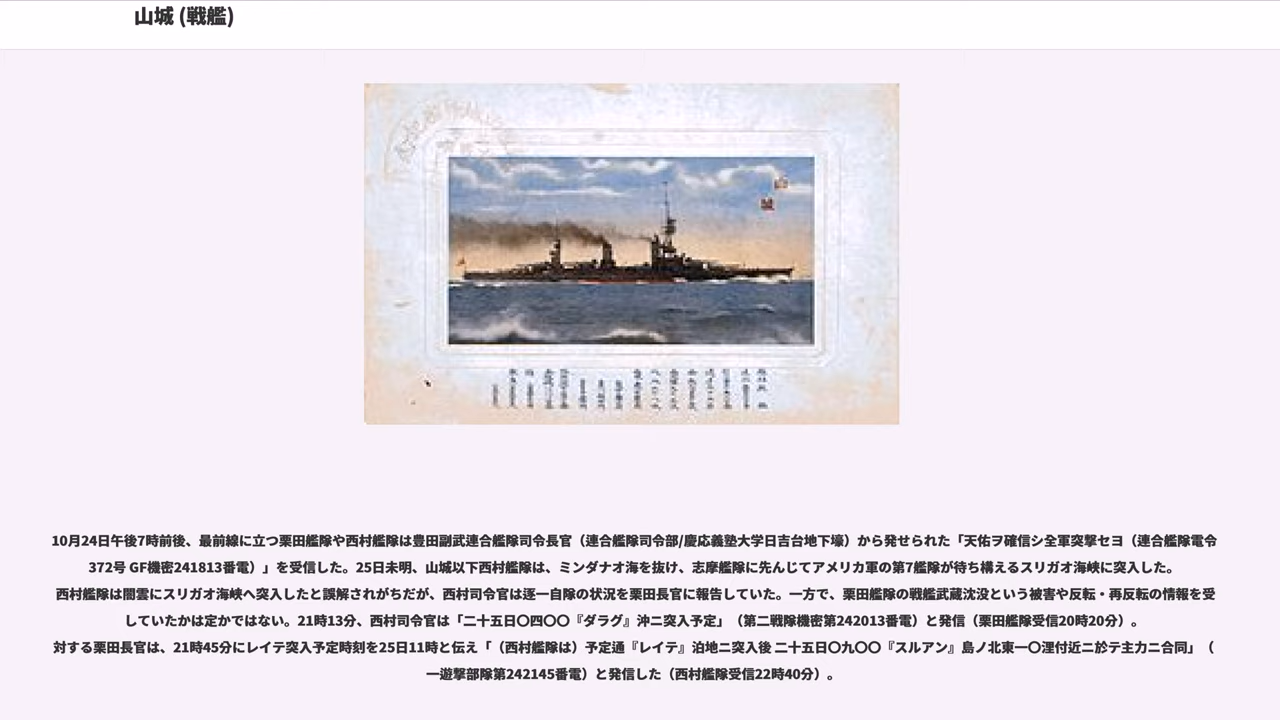 山城 (戦艦)
10月24日午後7時前後、最前線に立つ栗田艦隊や西村艦隊は豊田副武連合艦隊司令長官（連合艦隊司令部/慶応義塾大学日吉台地下壕）から発せられた「天佑ヲ確信シ全軍突撃セヨ（連合艦隊電令
372号 GF機密241813番電）」を受信した。25日未明、山城以下西村艦隊は、ミンダナオ海を抜け、志摩艦隊に先んじてアメリカ軍の第7艦隊が待ち構えるスリガオ海峡に突入した。
西村艦隊は闇雲にスリガオ海峡へ突入したと誤解されがちだが、西村司令官は逐一自隊の状況を栗田長官に報告していた。一方で、栗田艦隊の戦艦武蔵沈没という被害や反転・再反転の情報を受
していたかは定かではない。21時13分、西村司令官は「二十五日〇四〇〇『ダラグ』沖ニ突入予定」（第二戦隊機密第242013番電）と発信（栗田艦隊受信20時20分）。
対する栗田長官は、21時45分にレイテ突入予定時刻を25日11時と伝え「（西村艦隊は）予定通『レイテ』泊地ニ突入後 二十五日〇九〇〇『スルアン』島ノ北東一〇浬付近ニ於テ主力ニ合同」（
一遊撃部隊第242145番電）と発信した（西村艦隊受信22時40分）。